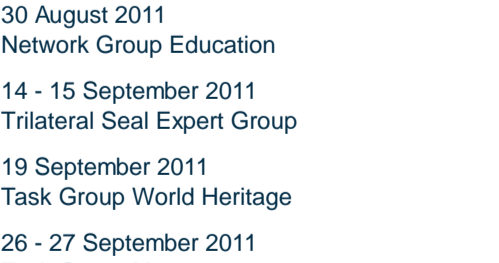 30 August 2011
Network Group Education
14 - 15 September 2011
Trilateral Seal Expert Group
19 September 2011
Task Group World Heritage
26 - 27 September 2011